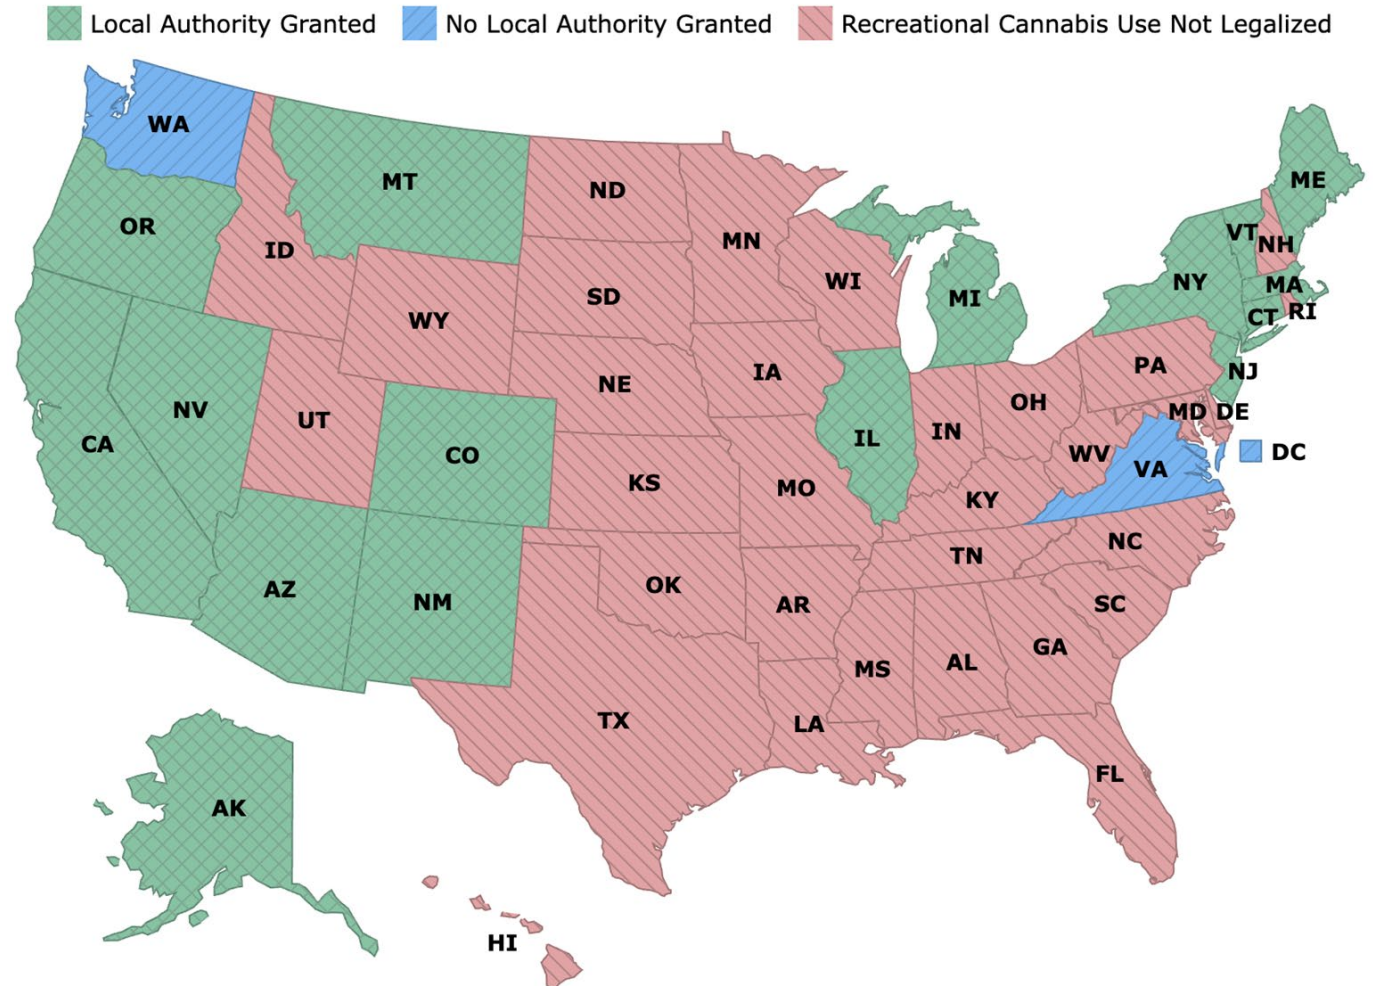 Local Authority Granted
No Local Authority Granted
Recreational Cannabis Use Not Legalized
WA
MT
ND
MN
ME
OR
ID
SD
WI
MI
NY
VT
NH
MA
CT
RI
WY
NE
IA
PA
NJ
NV
UT
CO
KS
MO
IL
IN
OH
WV
MD
DE
DC
CA
VA
KY
AZ
NM
OK
AR
TN
NC
SC
TX
LA
MS
AL
GA
FL
AK
HI